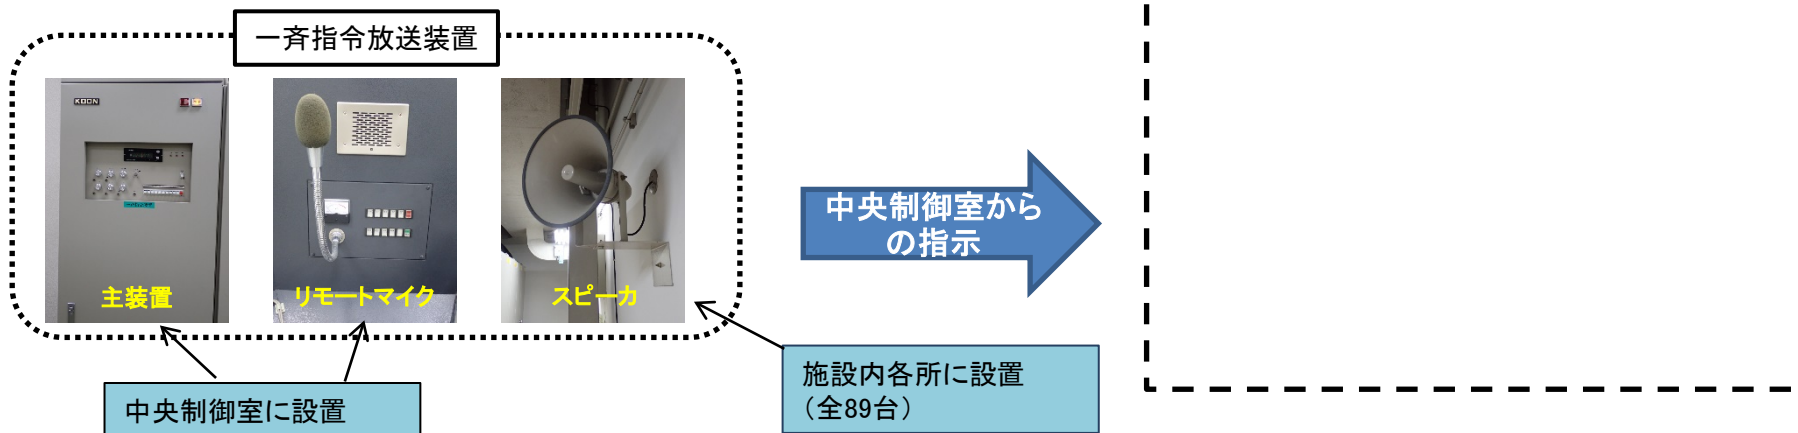 一斉指令放送装置
KOON
主装置
リモートマイク
スピーカ
中央制御室から
の指示
中央制御室に設置
施設内各所に設置
（全89台）